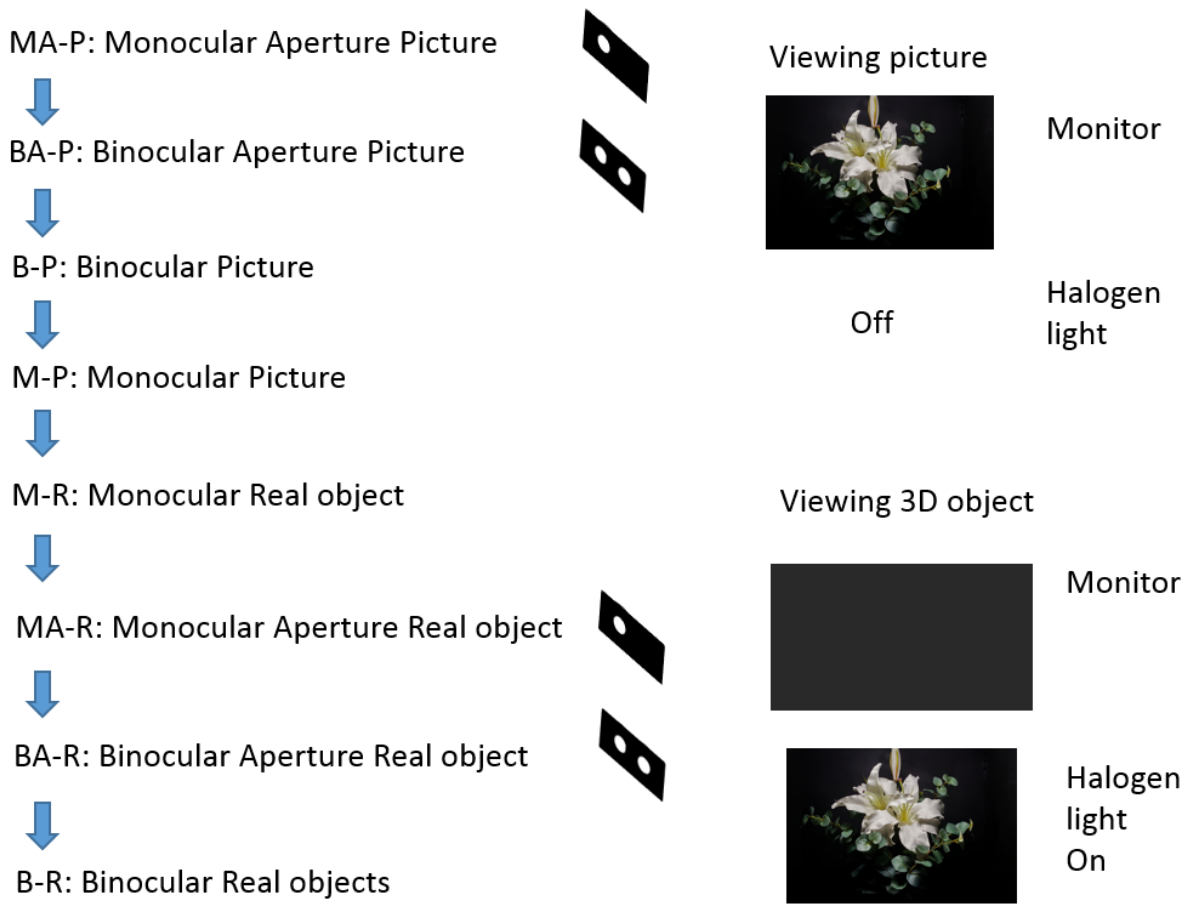 MA-P: Monocular Aperture Picture
BA-P: Binocular Aperture Picture
B-P: Binocular Picture
M-P: Monocular Picture
M-R: Monocular Real object
MA-R: Monocular Aperture Real object
BA-R: Binocular Aperture Real object
B-R: Binocular Real objects
Viewing picture
Monitor
Off
Halogen
light
Viewing 3D object
Monitor
Halogen
light
On